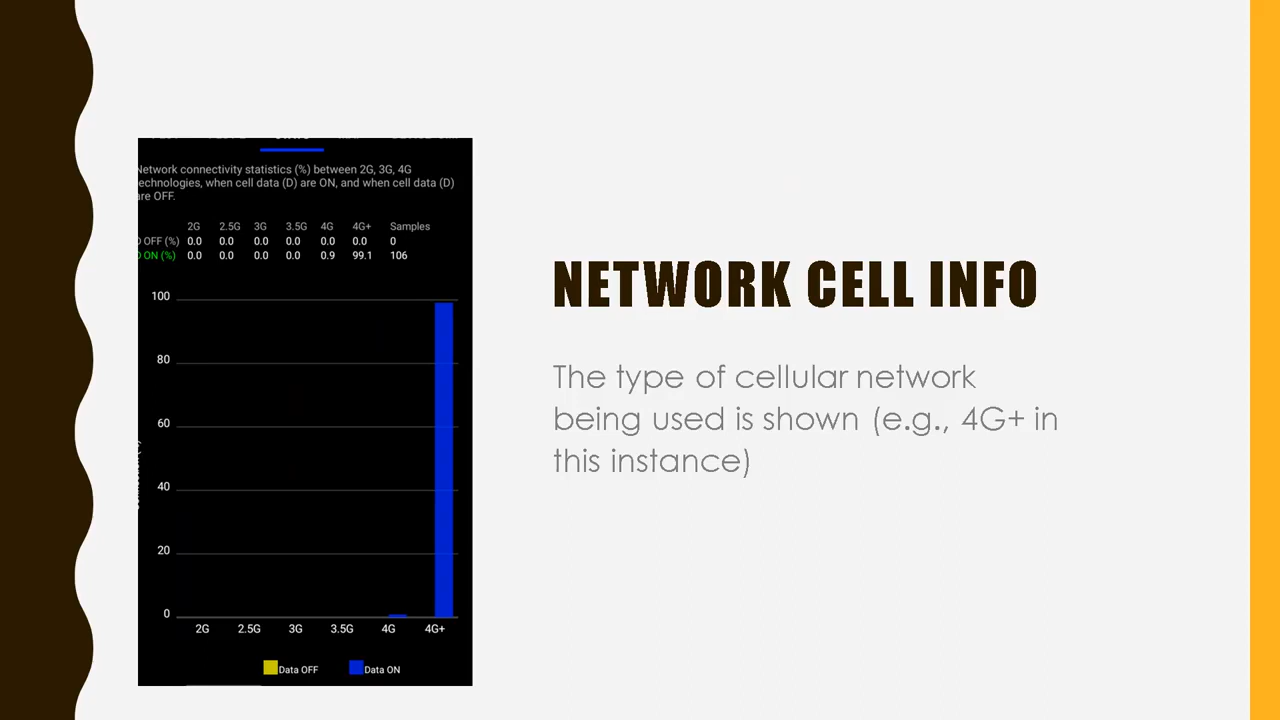 Network connectivity statistics (%) between 2G, 3G, 4G
echnologies, when cell data (D) are ON, and when cell data (D)
are OFF.
2G 2.5G 3G 3.5G 4G 4G+ Samples
OFF (%) 0.0 0.0 0.0 0.0 0.0 0.0 0
ON (%) 0.0 0.0 0.0 0.0 0.9 99.1 106
100
80
60
40
20
0
2G 2.5G 3G 3.5G 4G 4G+
Data OFF Data ON
NETWORK CELL INFO
The type of cellular network
being used is shown (e.g., 4G+ in
this instance)